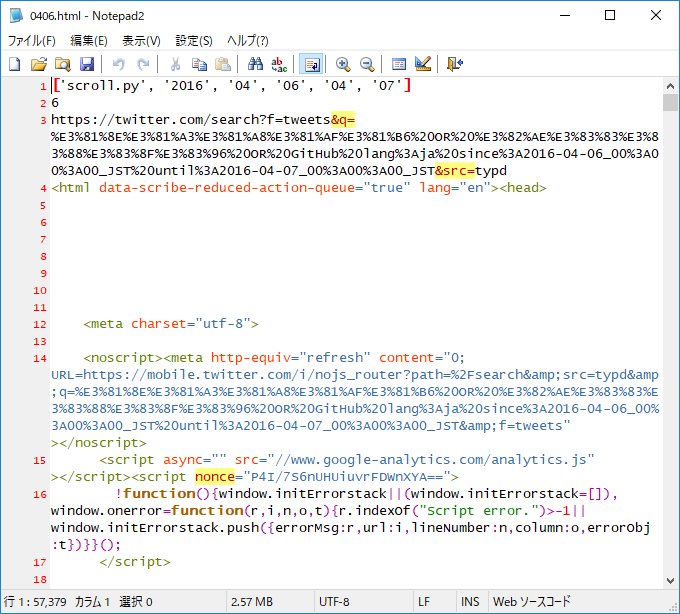 0406.html - Notepad2
ファイル(F) 編集(E) 表示(V) 設定(S) ヘルプ(?)
1 ['scroll.py', '2016', '04', '06', '04', '07']
2 6
3 https://twitter.com/search?f=tweets&q=
%E3%81%8E%E3%81%A3%E3%81%A8%E3%81%AF%E3%81%B6%20OR%20%E3%82%AE%E3%83%83%E3%8
3%88%E3%83%8F%E3%83%96%20OR%20GitHub%20lang%3Aja%20since%3A2016-04-06_00%3A0
0%3A00_JST%20until%3A2016-04-07_00%3A00%3A00_JST&src=typd
4 <html data-scribe-reduced-action-queue="true" lang="en"><head>
5
6
7
8
9
10
11
12 <meta charset="utf-8">
13
14 <noscript><meta http-equiv="refresh" content="0;
URL=https://mobile.twitter.com/i/nojs_router?path=%2Fsearch&amp;src=typd&amp
;q=%E3%81%8E%E3%81%A3%E3%81%A8%E3%81%AF%E3%81%B6%20OR%20%E3%82%AE%E3%83%83%E
3%83%88%E3%83%8F%E3%83%96%20OR%20GitHub%20lang%3Aja%20since%3A2016-04-06_00%
3A00%3A00_JST%20until%3A2016-04-07_00%3A00%3A00_JST&amp;f=tweets"
></noscript>
15 <script async="" src="//www.google-analytics.com/analytics.js"
></script><script nonce="P4I/7S6nUHUiuvrFDWnXYA==">
16 !function(){window.initErrorstack||(window.initErrorstack=[]),
window.onerror=function(r,i,n,o,t){r.indexOf("Script error.")>-1||
window.initErrorstack.push({errorMsg:r,url:i,lineNumber:n,column:o,errorObj
:t})}}();
17 </script>
18
行 1 : 57,379 カラム 1 選択 0 2.57 MB UTF-8 LF INS Web ソースコード